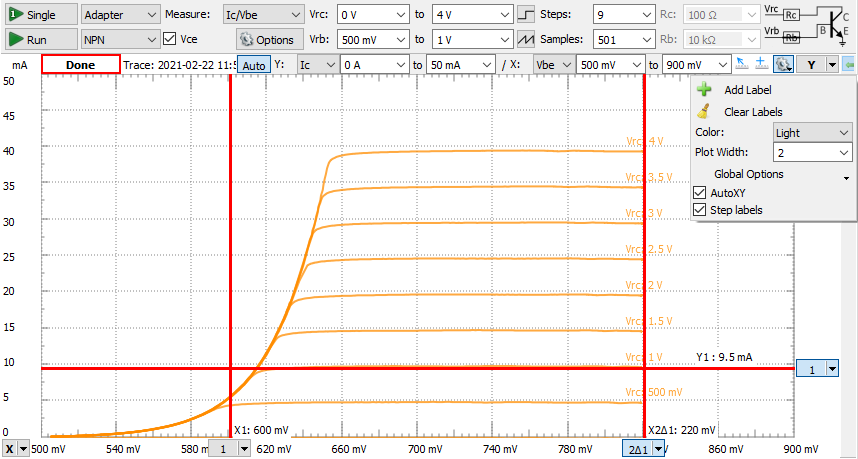 1 Single Adapter Measure: Ic/Vbe Vrc: 0 V to 4 V Steps: 9 Rc: 100 Ω Vrc Rc C
Run NPN Vce Options Vrb: 500 mV to 1 V Samples: 501 Rb: 10 kΩ Vrb Rb B E
mA Done Trace: 2021-02-22 11:5 Auto Y: Ic 0 A to 50 mA / X: Vbe 500 mV to 900 mV Y
50
Add Label
45
Clear Labels
Color: Light
40
Vrc: 4 V
Plot Width: 2
Global Options
35
Vrc: 3.5 V
AutoXY
Step labels
30
Vrc: 3 V
25
Vrc: 2.5 V
20
Vrc: 2 V
15
Vrc: 1.5 V
10
Vrc: 1 V
Y1 : 9.5 mA
1
5
Vrc: 500 mV
0
X1: 600 mV
X2Δ1: 220 mV
X 500 mV 540 mV 580 m 1 620 mV 660 mV 700 mV 740 mV 780 mV 2Δ1 V 860 mV 900 mV